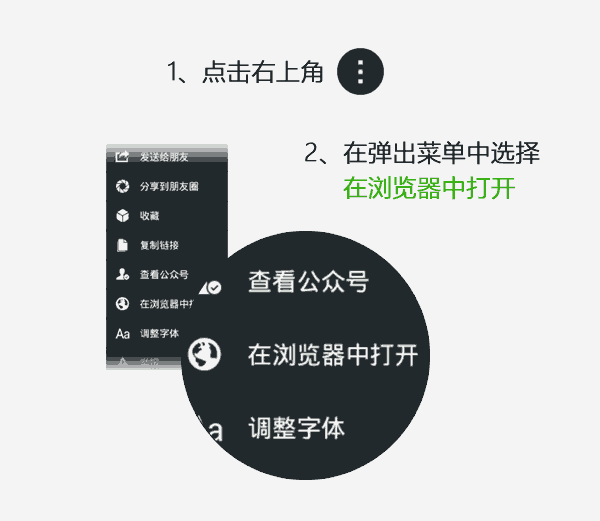 1、点击右上角
2、在弹出菜单中选择
在浏览器中打开
发送给朋友
分享到朋友圈
收藏
复制链接
查看公众号
在浏览器中打
Aa 调整字体
查看公众号
在浏览器中打开
a 调整字体